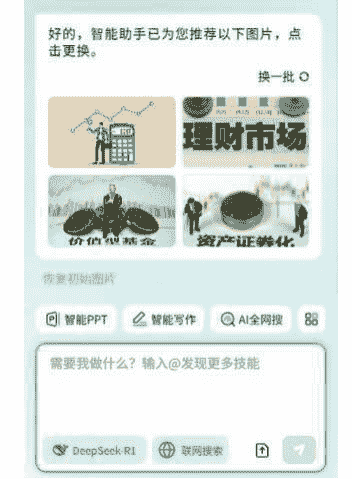 好的，智能助手已为您推荐以下图片，点
击更换。
换一批
理财市场
价值型基金
资产证券化
恢复初始图片
智能PPT
智能写作
AI全网搜
需要我做什么？输入@发现更多技能
DeepSeek-R1
联网搜索